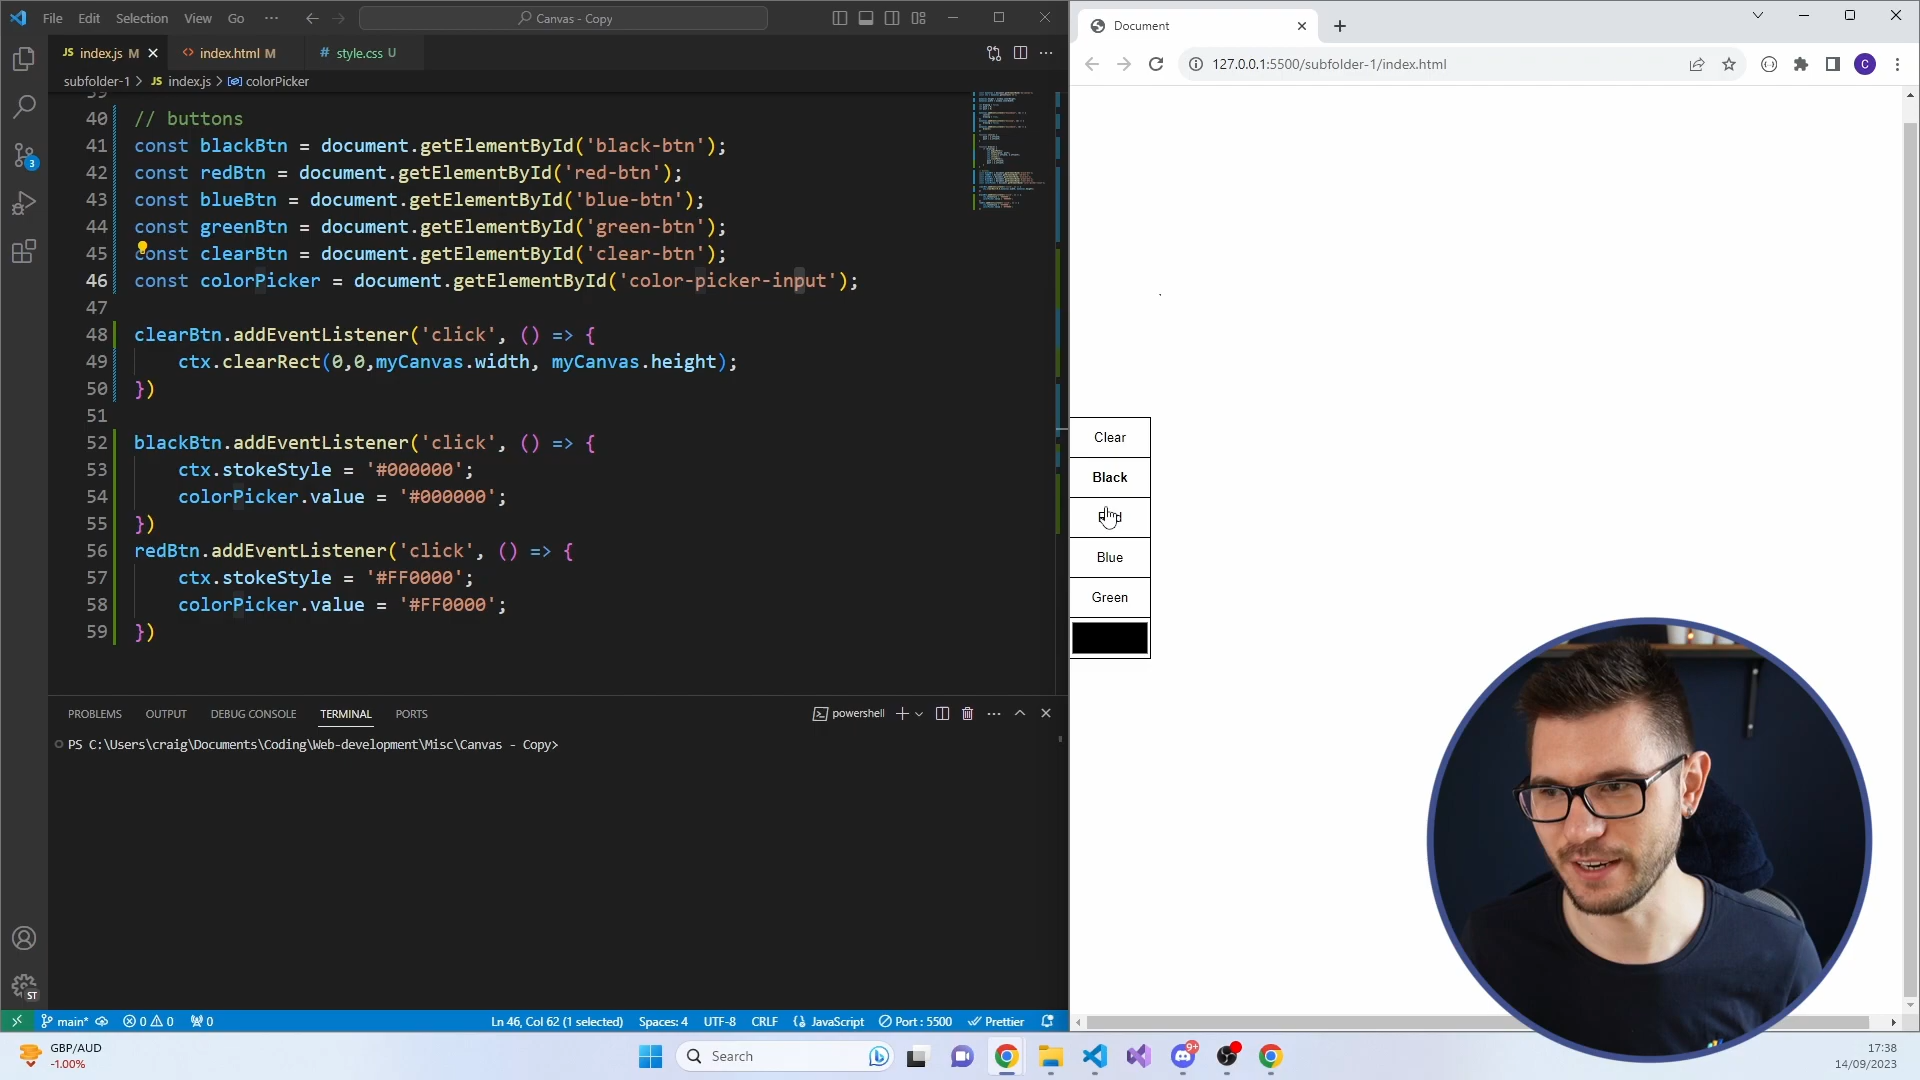 File Edit Selection View Go ··· Canvas - Copy
JS index.js M
<> index.html M
# style.css U
subfolder-1 > JS index.js > colorPicker
39
40 // buttons
41 const blackBtn = document.getElementById('black-btn');
42 const redBtn = document.getElementById('red-btn');
43 const blueBtn = document.getElementById('blue-btn');
44 const greenBtn = document.getElementById('green-btn');
45 const clearBtn = document.getElementById('clear-btn');
46 const colorPicker = document.getElementById('color-picker-input');
47
48 clearBtn.addEventListener('click', () => {
49 ctx.clearRect(0,0,myCanvas.width, myCanvas.height);
50 })
51
52 blackBtn.addEventListener('click', () => {
53 ctx.stokeStyle = '#000000';
54 colorPicker.value = '#000000';
55 })
56 redBtn.addEventListener('click', () => {
57 ctx.stokeStyle = '#FF0000';
58 colorPicker.value = '#FF0000';
59 })
PROBLEMS OUTPUT DEBUG CONSOLE TERMINAL PORTS powershell
PS C:\Users\craig\Documents\Coding\Web-development\Misc\Canvas - Copy>
3
ST
main* 0 0 0 Ln 46, Col 62 (1 selected) Spaces: 4 UTF-8 CRLF {} JavaScript Port : 5500 Prettier
Document
127.0.0.1:5500/subfolder-1/index.html
C
Clear
Black
Blue
Green
GBP/AUD
-1.00%
Search
9+
17:38
14/09/2023